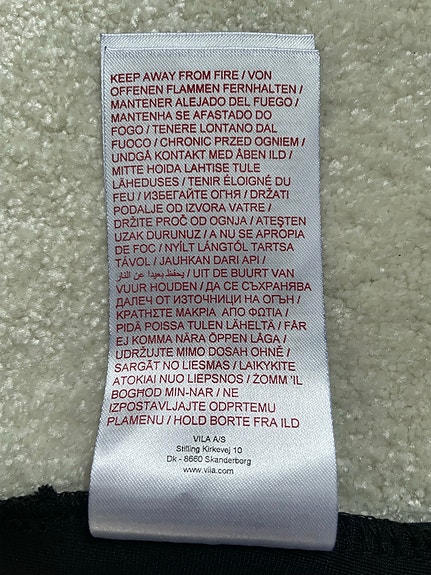 KEEP AWAY FROM FIRE / VON
OFFENEN FLAMMEN FERNHALTEN /
MANTENER ALEJADO DEL FUEGO /
MANTENHA SE AFASTADO DO
FOGO / TENERE LONTANO DAL
FUOCO / CHRONIC PRZED OGNIEM /
UNDGÅ KONTAKT MED ÅBEN ILD /
MITTE HOIDA LAHTISE TULE
LÄHEDUSES / TENIR ÉLOIGNÉ DU
FEU / ИЗБЕГАЙТЕ ОГНЯ / DRŽATI
PODALJE OD IZVORA VATRE /
DRŽITE PROČ OD OGNJA / ATEŞTEN
UZAK DURUNUZ / A NU SE APROPIA
DE FOC / NYÍLT LÁNGTÓL TARTSA
TÁVOL / JAUHKAN DARI API /
يحفظ بعيدا عن النار / UIT DE BUURT VAN
VUUR HOUDEN / ДА СЕ СЪХРАНЯВА
ДАЛЕЧ ОТ ИЗТОЧНИЦИ НА ОГЪН /
ΚΡΑΤΗΣΤΕ ΜΑΚΡΙΑ ΑΠΟ ΦΩΤΙΑ /
PIDÄ POISSA TULEN LÄHELTÄ / FÅR
EJ KOMMA NÄRA ÖPPEN LÅGA /
UDRŽUJTE MIMO DOSAH OHNĚ /
SARGĀT NO LIESMAS / LAIKYKITE
ATOKIAI NUO LIEPSNOS / ŻOMM 'IL
BOGHOD MIN-NAR / NE
IZPOSTAVLJAJTE ODPRTEMU
PLAMENU / HOLD BORTE FRA ILD
VILA A/S
Stilling Kirkevej 10
Dk - 8660 Skanderborg
www.vila.com